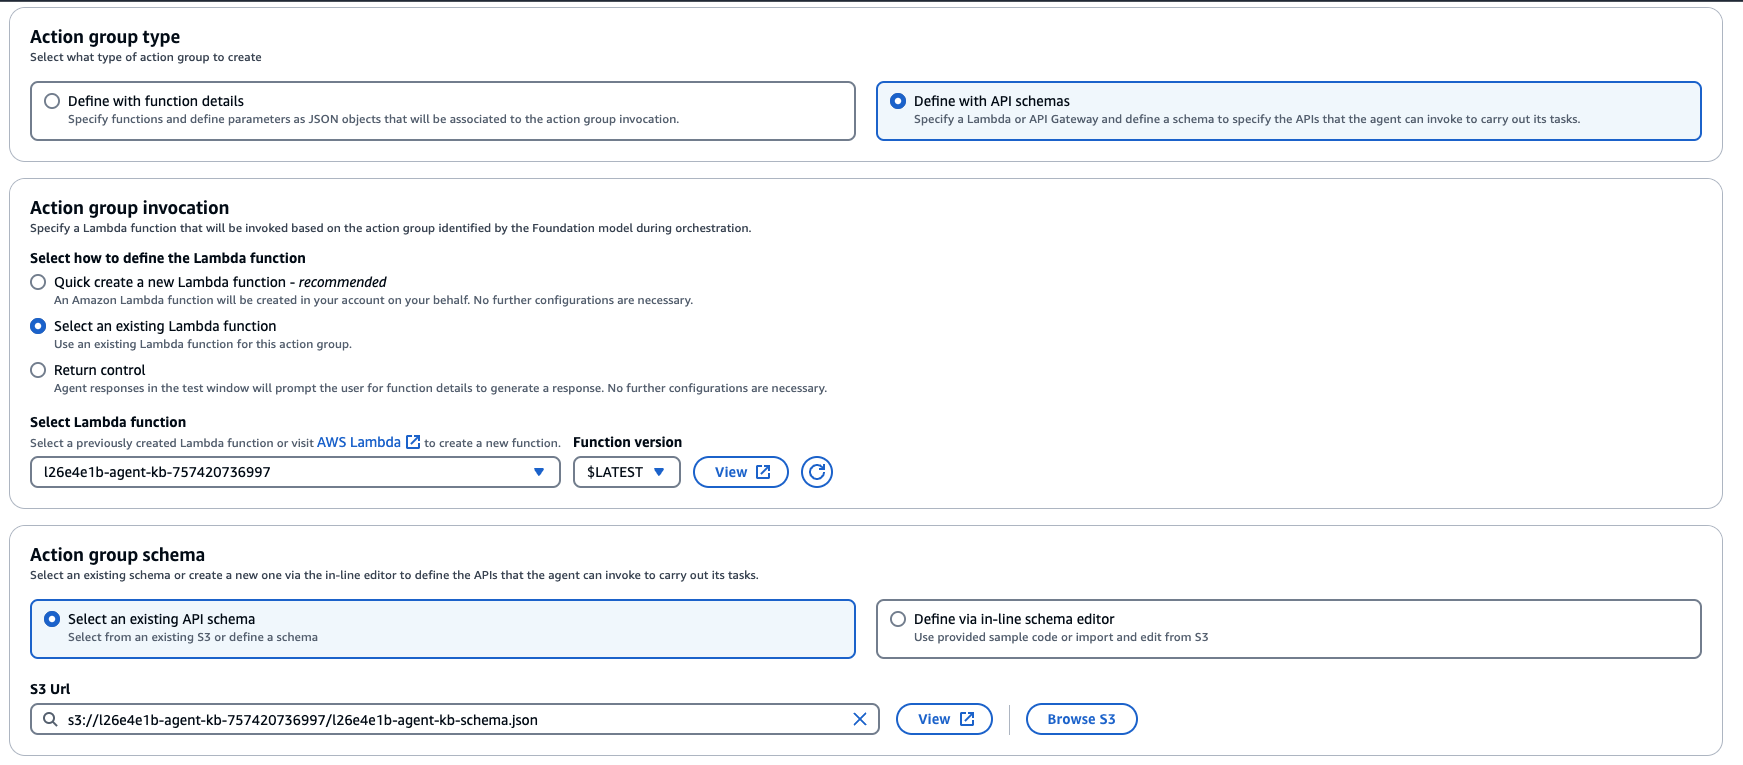 Action group type
Select what type of action group to create
Define with function details
Specify functions and define parameters as JSON objects that will be associated to the action group invocation.
Define with API schemas
Specify a Lambda or API Gateway and define a schema to specify the APIs that the agent can invoke to carry out its tasks.
Action group invocation
Specify a Lambda function that will be invoked based on the action group identified by the Foundation model during orchestration.
Select how to define the Lambda function
Quick create a new Lambda function - recommended
An Amazon Lambda function will be created in your account on your behalf. No further configurations are necessary.
Select an existing Lambda function
Use an existing Lambda function for this action group.
Return control
Agent responses in the test window will prompt the user for function details to generate a response. No further configurations are necessary.
Select Lambda function
Select a previously created Lambda function or visit AWS Lambda to create a new function.
Function version
l26e4e1b-agent-kb-757420736997
$LATEST
View
Action group schema
Select an existing schema or create a new one via the in-line editor to define the APIs that the agent can invoke to carry out its tasks.
Select an existing API schema
Select from an existing S3 or define a schema
Define via in-line schema editor
Use provided sample code or import and edit from S3
S3 Url
s3://l26e4e1b-agent-kb-757420736997/l26e4e1b-agent-kb-schema.json
View
Browse S3